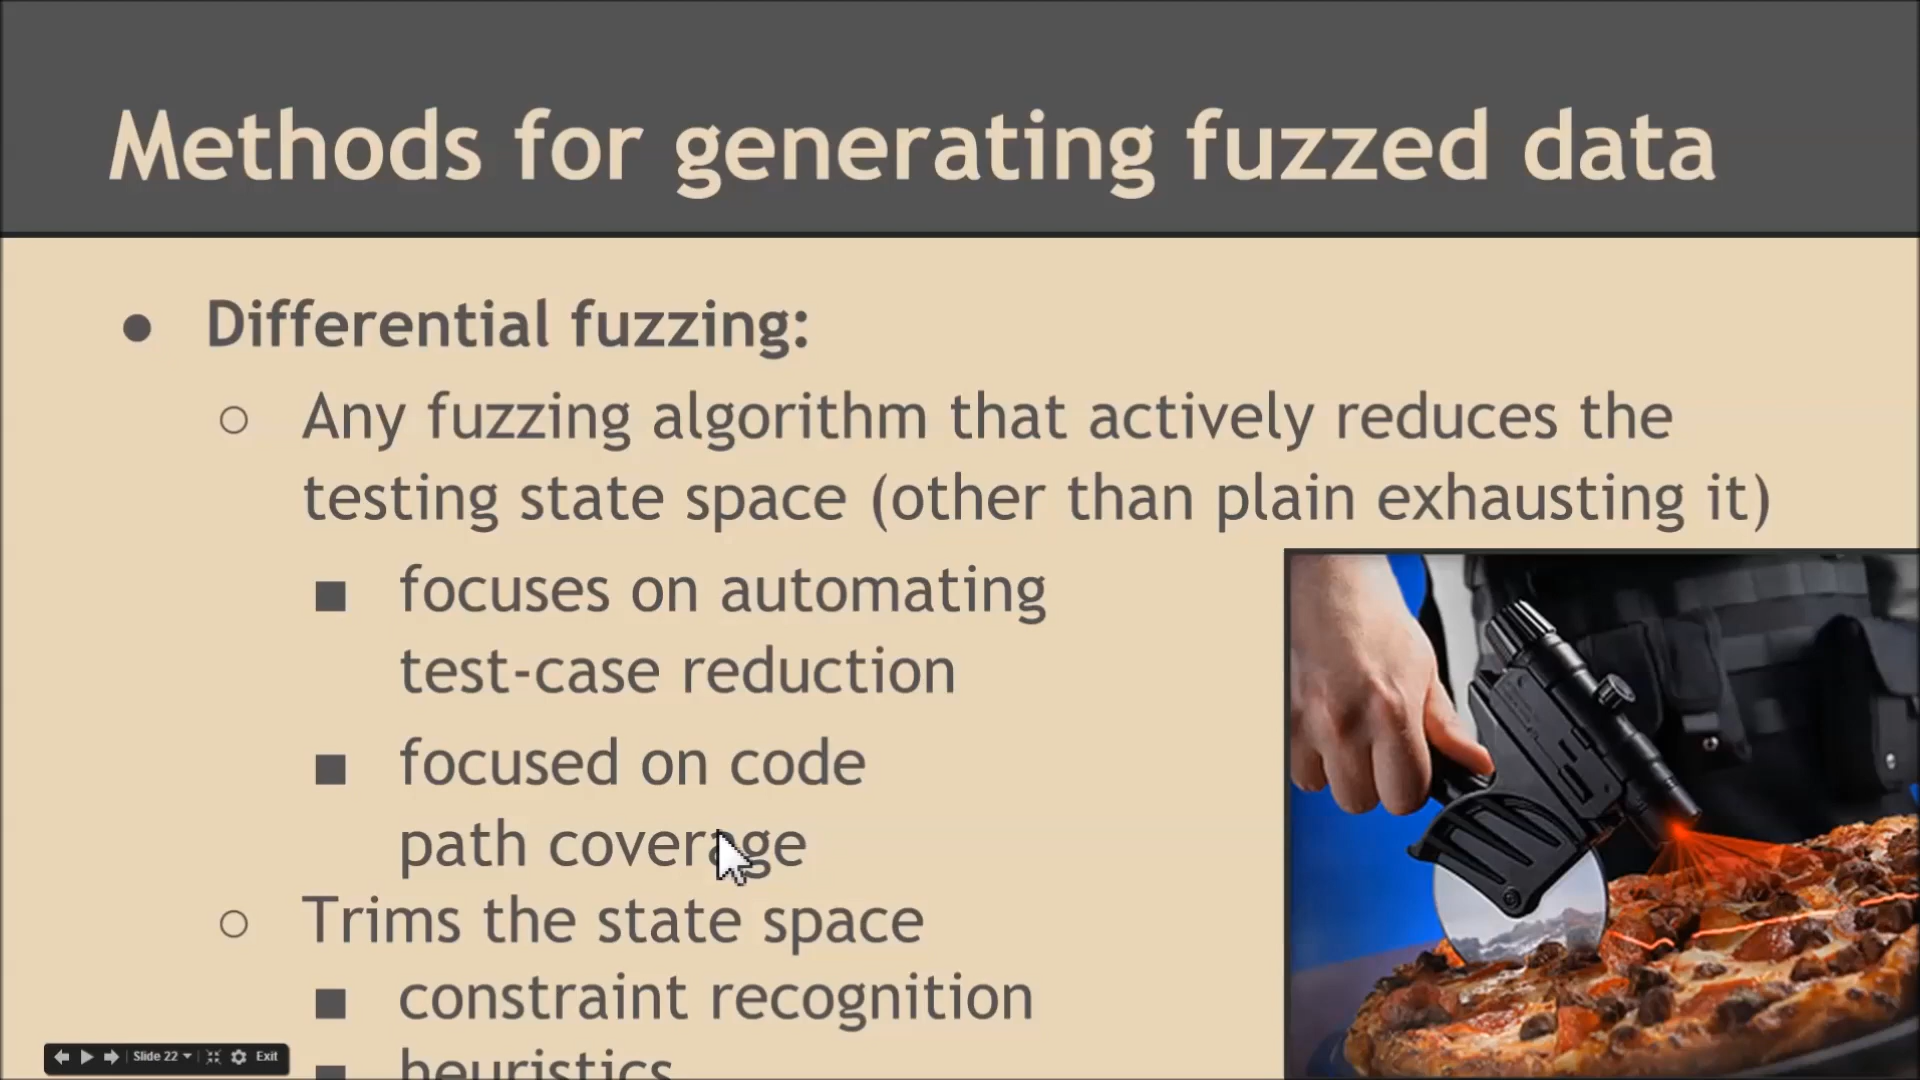 Methods for generating fuzzed data
● Differential fuzzing:
○ Any fuzzing algorithm that actively reduces the
testing state space (other than plain exhausting it)
■ focuses on automating
test-case reduction
■ focused on code
path coverage
○ Trims the state space
■ constraint recognition
■ heuristics
Slide 22
Exit